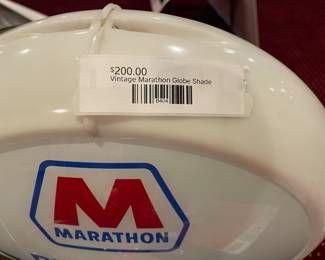 $200.00
Vintage Marathon Globe Shade
M
MARATHON